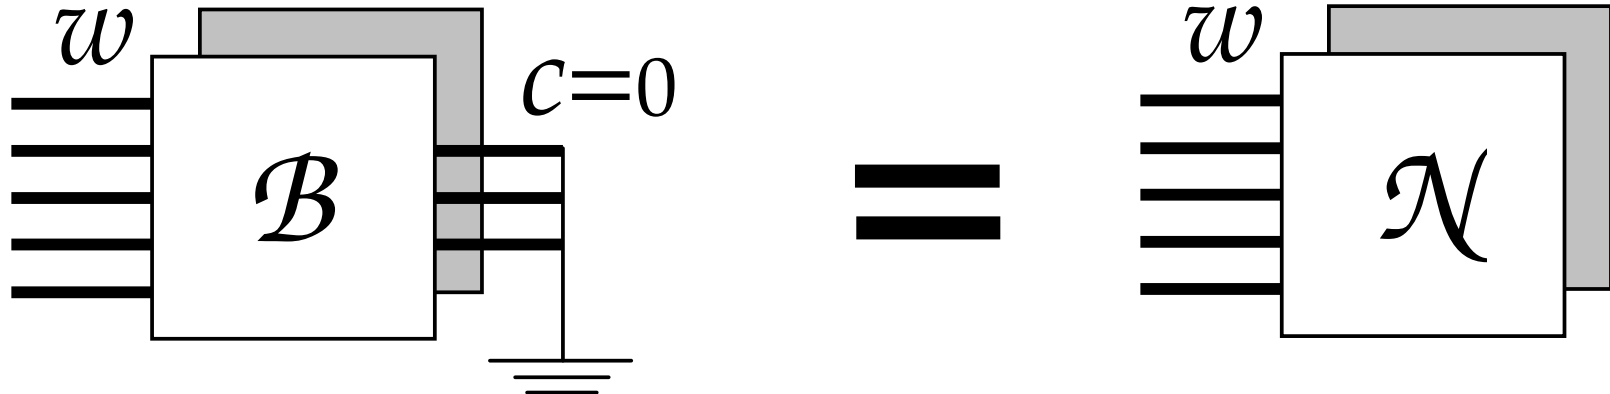 w
c=0
ℬ
=
w
𝒩